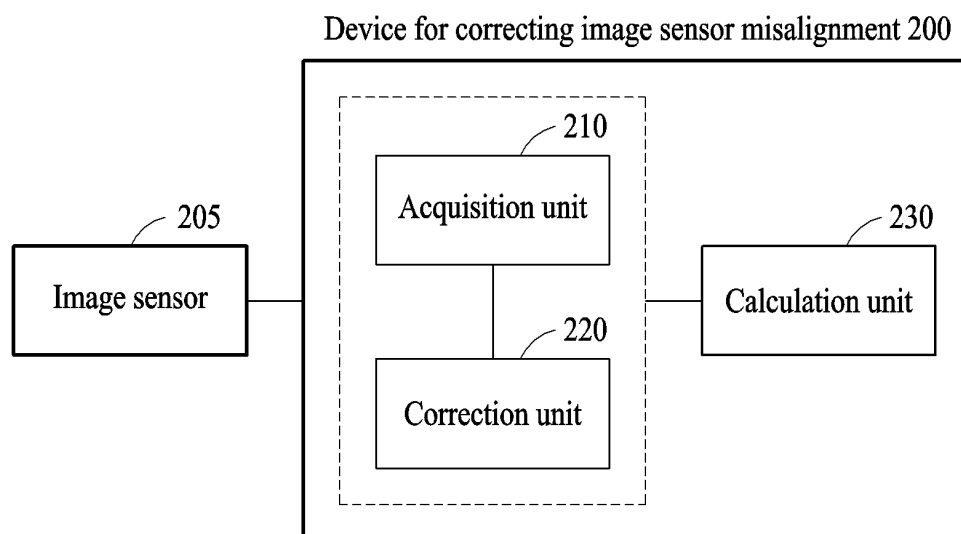 Device for correcting image sensor misalignment 200
210
Acquisition unit
205
Image sensor
230
Calculation unit
220
Correction unit